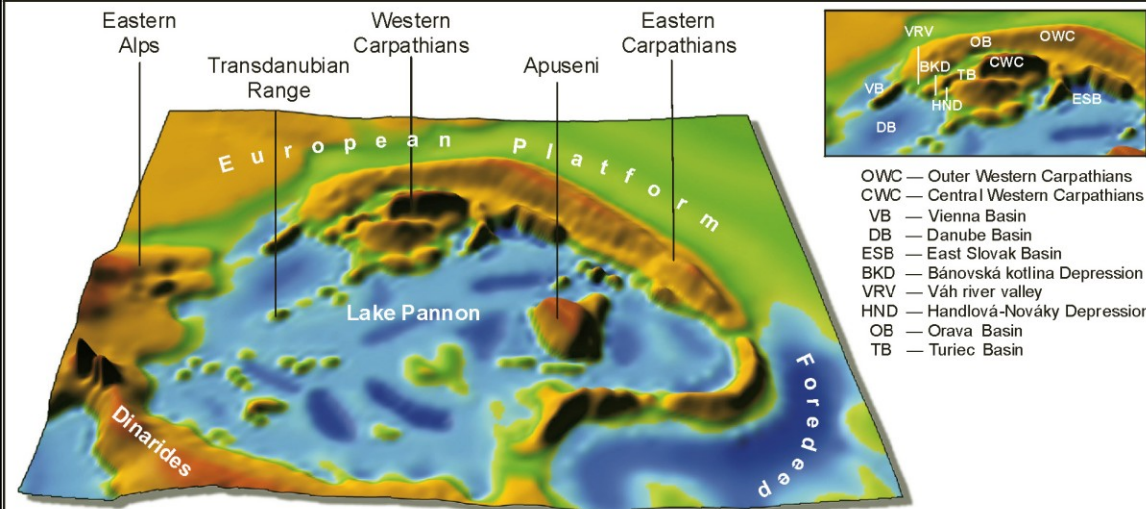 Eastern
Alps
Western
Carpathians
Eastern
Carpathians
Transdanubian
Range
Apuseni
European Platform
Lake Pannon
Dinarides
Foredeep
VRV
OB
OWC
BKD
TB
CWC
VB
HND
ESB
DB
OWC — Outer Western Carpathians
CWC — Central Western Carpathians
VB — Vienna Basin
DB — Danube Basin
ESB — East Slovak Basin
BKD — Bánovská kotlina Depression
VRV — Váh river valley
HND — Handlová-Nováky Depression
OB — Orava Basin
TB — Turiec Basin